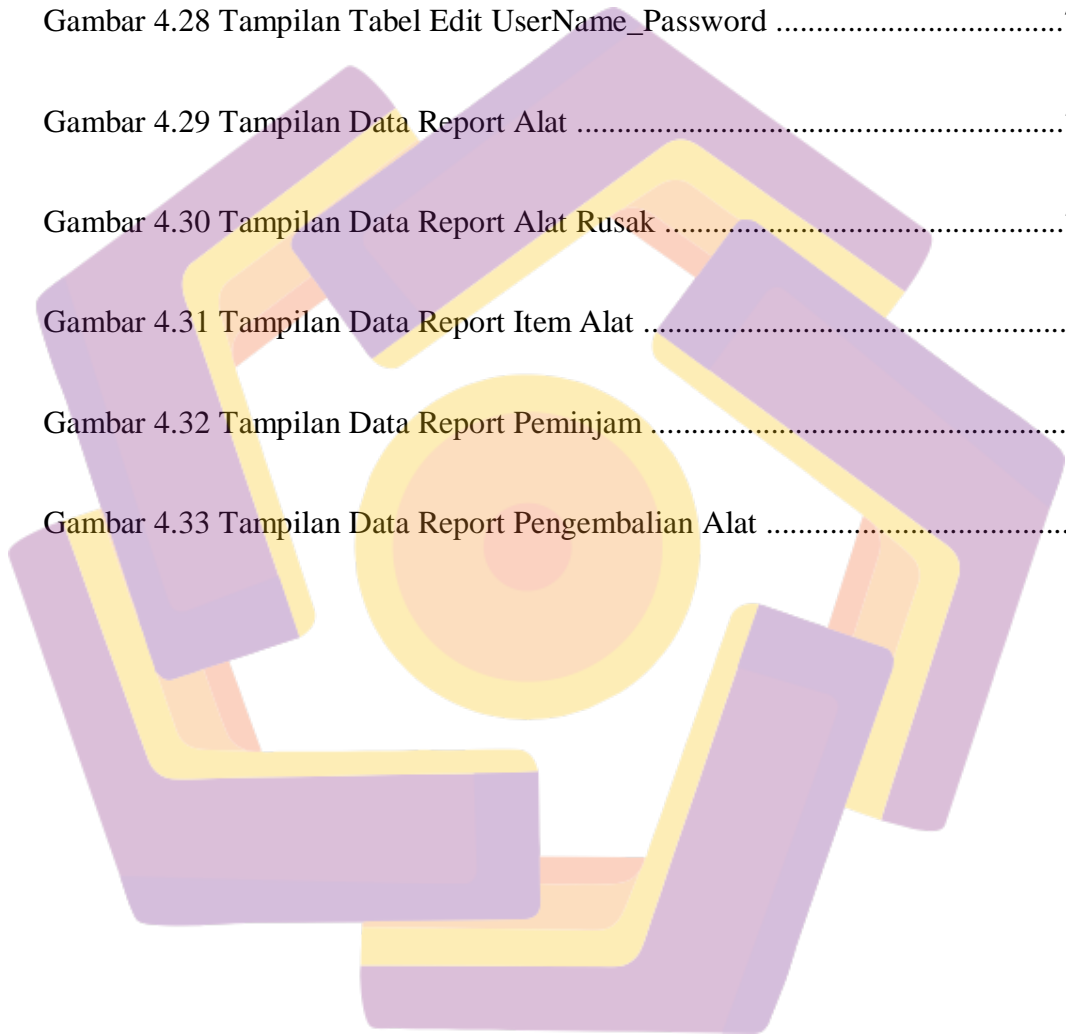 Gambar 4.28 Tampilan Tabel Edit UserName_Password ....................................
Gambar 4.29 Tampilan Data Report Alat .............................................................
Gambar 4.30 Tampilan Data Report Alat Rusak ..................................................
Gambar 4.31 Tampilan Data Report Item Alat .....................................................
Gambar 4.32 Tampilan Data Report Peminjam ....................................................
Gambar 4.33 Tampilan Data Report Pengembalian Alat ......................................